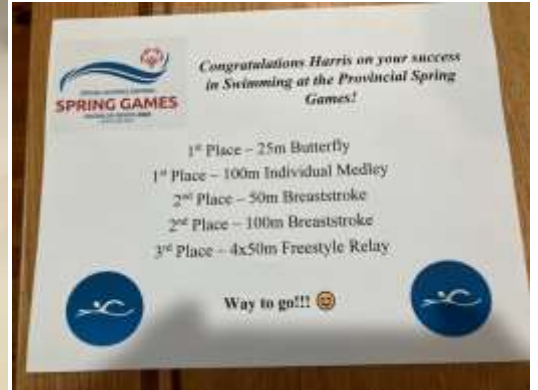 SPRING GAMES
Congratulations Harris on your success
in Swimming at the Provincial Spring
Games!
1st Place – 25m Butterfly
1st Place – 100m Individual Medley
2nd Place – 50m Breaststroke
2nd Place – 100m Breaststroke
3rd Place – 4x50m Freestyle Relay
Way to go!!!